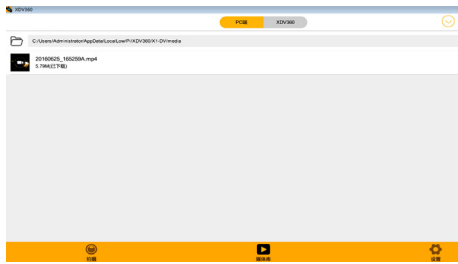 XDV360
PC端 XDV360
C:/Users/Administrator/AppData/LocalLow/Pi/XDV360/X1-DV/media
20160625_165259A.mp4
5.79M(已下载)
拍摄 媒体库 设置